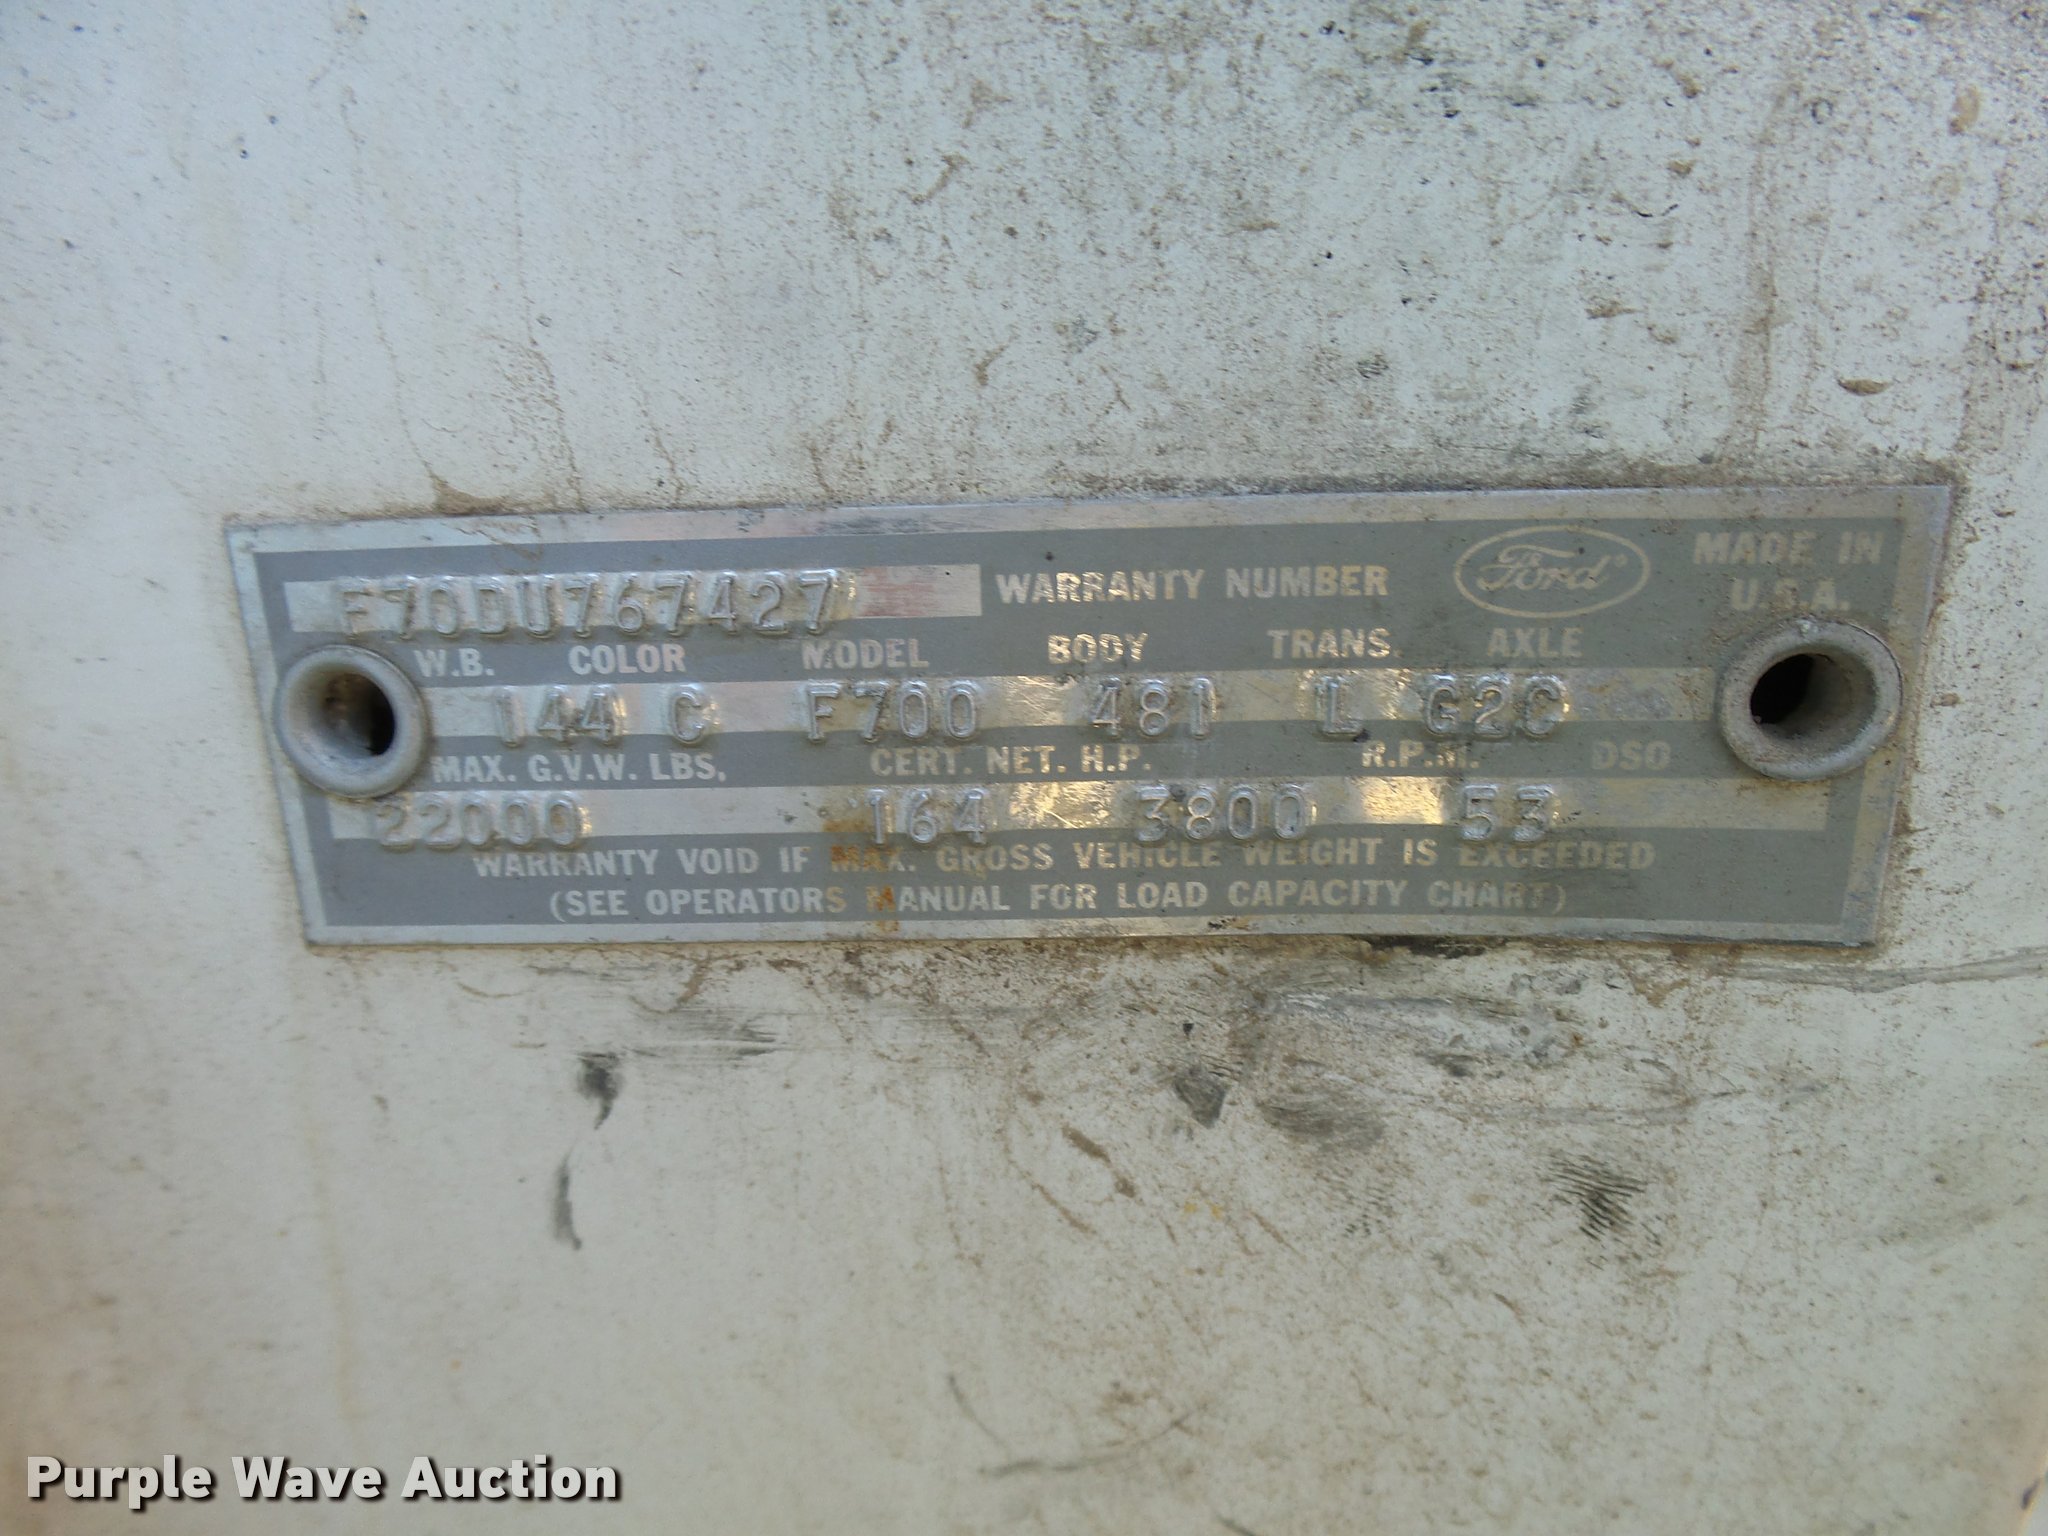 F70DU767427 WARRANTY NUMBER Ford MADE IN U.S.A.
W.B. COLOR MODEL BODY TRANS. AXLE
144 C F700 481 L G2C
MAX. G.V.W. LBS, CERT. NET. H.P. R.P.M. DSO
22000 164 3800 53
WARRANTY VOID IF MAX. GROSS VEHICLE WEIGHT IS EXCEEDED
(SEE OPERATORS MANUAL FOR LOAD CAPACITY CHART)
Purple Wave Auction